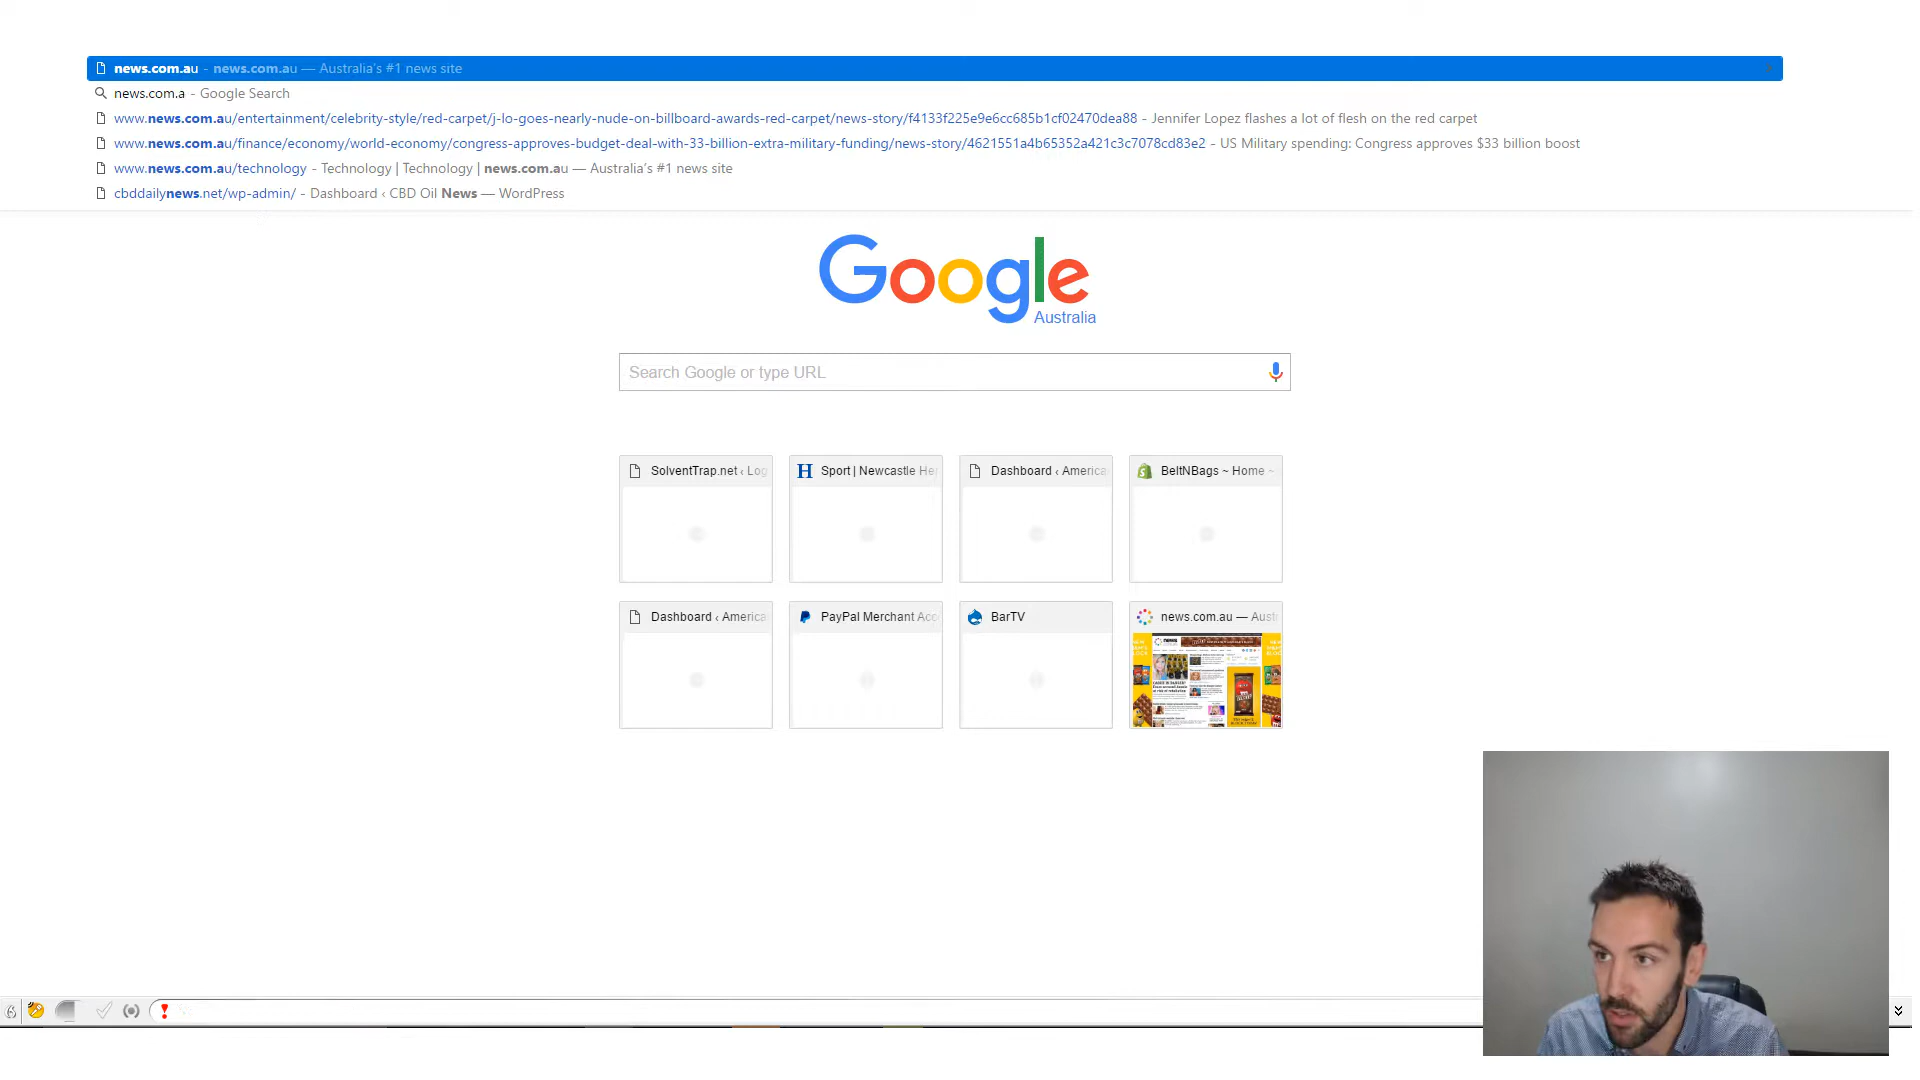 news.com.au - news.com.au — Australia's #1 news site
news.com.a - Google Search
www.news.com.au/entertainment/celebrity-style/red-carpet/j-lo-goes-nearly-nude-on-billboard-awards-red-carpet/news-story/f4133f225e9e6cc685b1cf02470dea88 - Jennifer Lopez flashes a lot of flesh on the red carpet
www.news.com.au/finance/economy/world-economy/congress-approves-budget-deal-with-33-billion-extra-military-funding/news-story/4621551a4b65352a421c3c7078cd83e2 - US Military spending: Congress approves $33 billion boost
www.news.com.au/technology - Technology | Technology | news.com.au — Australia's #1 news site
cbddailynews.net/wp-admin/ - Dashboard ‹ CBD Oil News — WordPress
Google
Australia
Search Google or type URL
SolventTrap.net ‹ Log
Sport | Newcastle He
Dashboard ‹ America
BeltNBags ~ Home ~
Dashboard ‹ America
PayPal Merchant Acc
BarTV
news.com.au — Aust